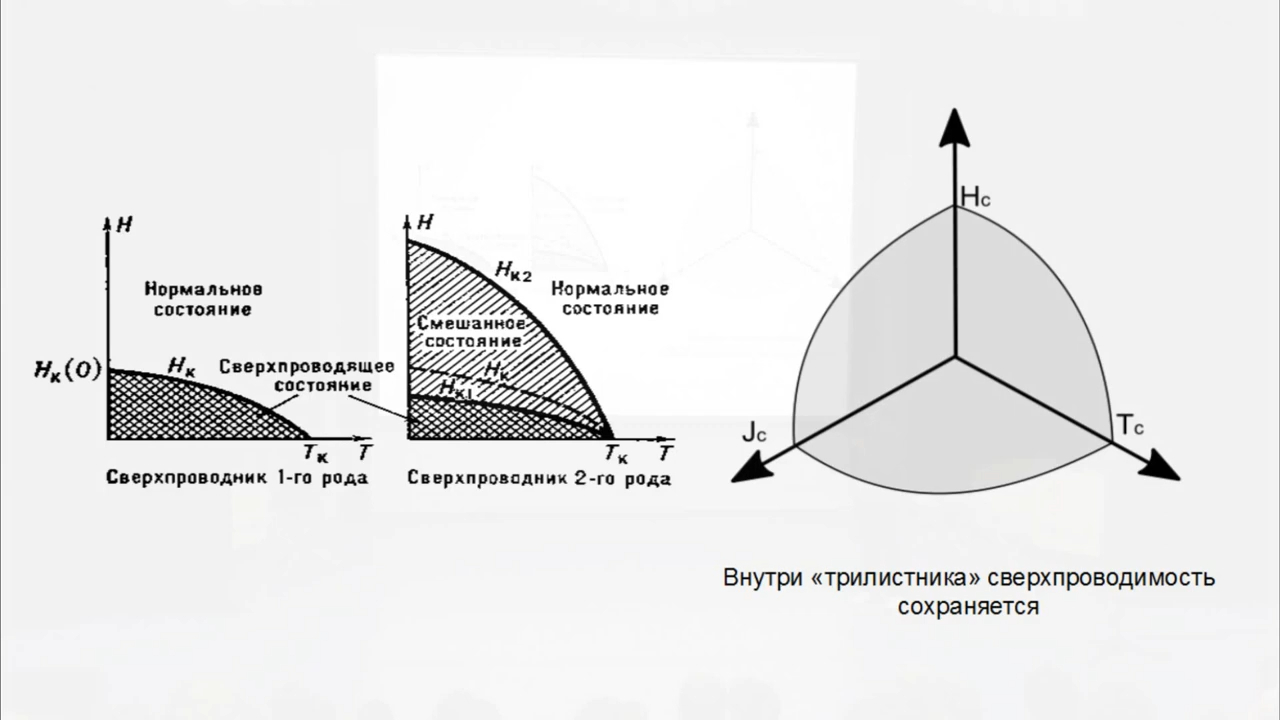 H
Нормальное
состояние
Hк(0)
Hк
Сверхпроводящее
состояние
Tк
T
Сверхпроводник 1-го рода
H
Hк2
Нормальное
состояние
Смешанное
состояние
Hк
Hк1
Tк
T
Сверхпроводник 2-го рода
Hc
Jc
Tc
Внутри «трилистника» сверхпроводимость
сохраняется